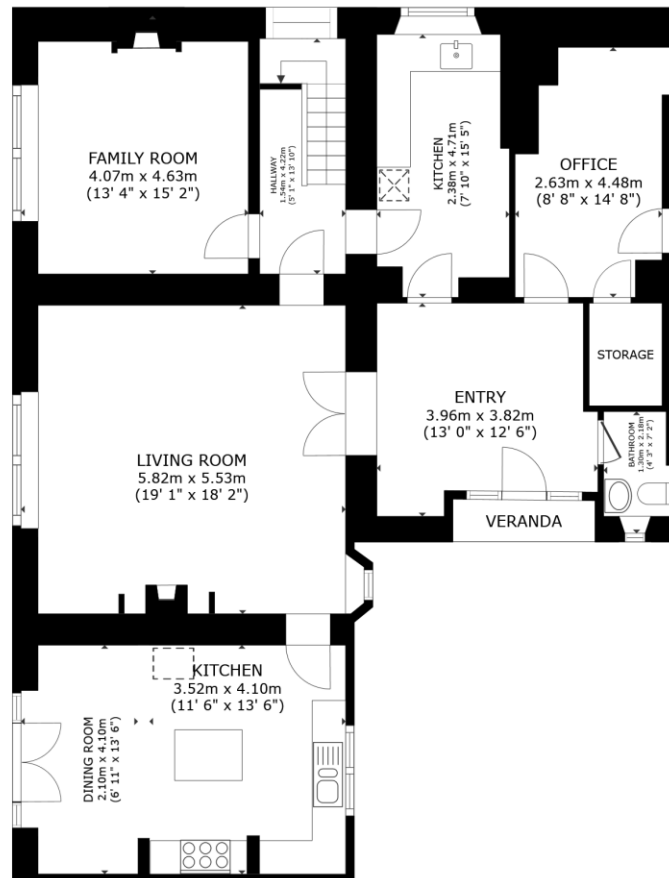 FAMILY ROOM
4.07m x 4.63m
(13' 4" x 15' 2")
HALLWAY
1.54m x 4.22m
(5' 1" x 13' 10")
KITCHEN
2.38m x 4.71m
(7' 10" x 15' 5")
OFFICE
2.63m x 4.48m
(8' 8" x 14' 8")
STORAGE
ENTRY
3.96m x 3.82m
(13' 0" x 12' 6")
BATHROOM
1.30m x 2.18m
(4' 3" x 7' 2")
LIVING ROOM
5.82m x 5.53m
(19' 1" x 18' 2")
VERANDA
KITCHEN
3.52m x 4.10m
(11' 6" x 13' 6")
DINING ROOM
2.10m x 4.10m
(6' 11" x 13' 6")